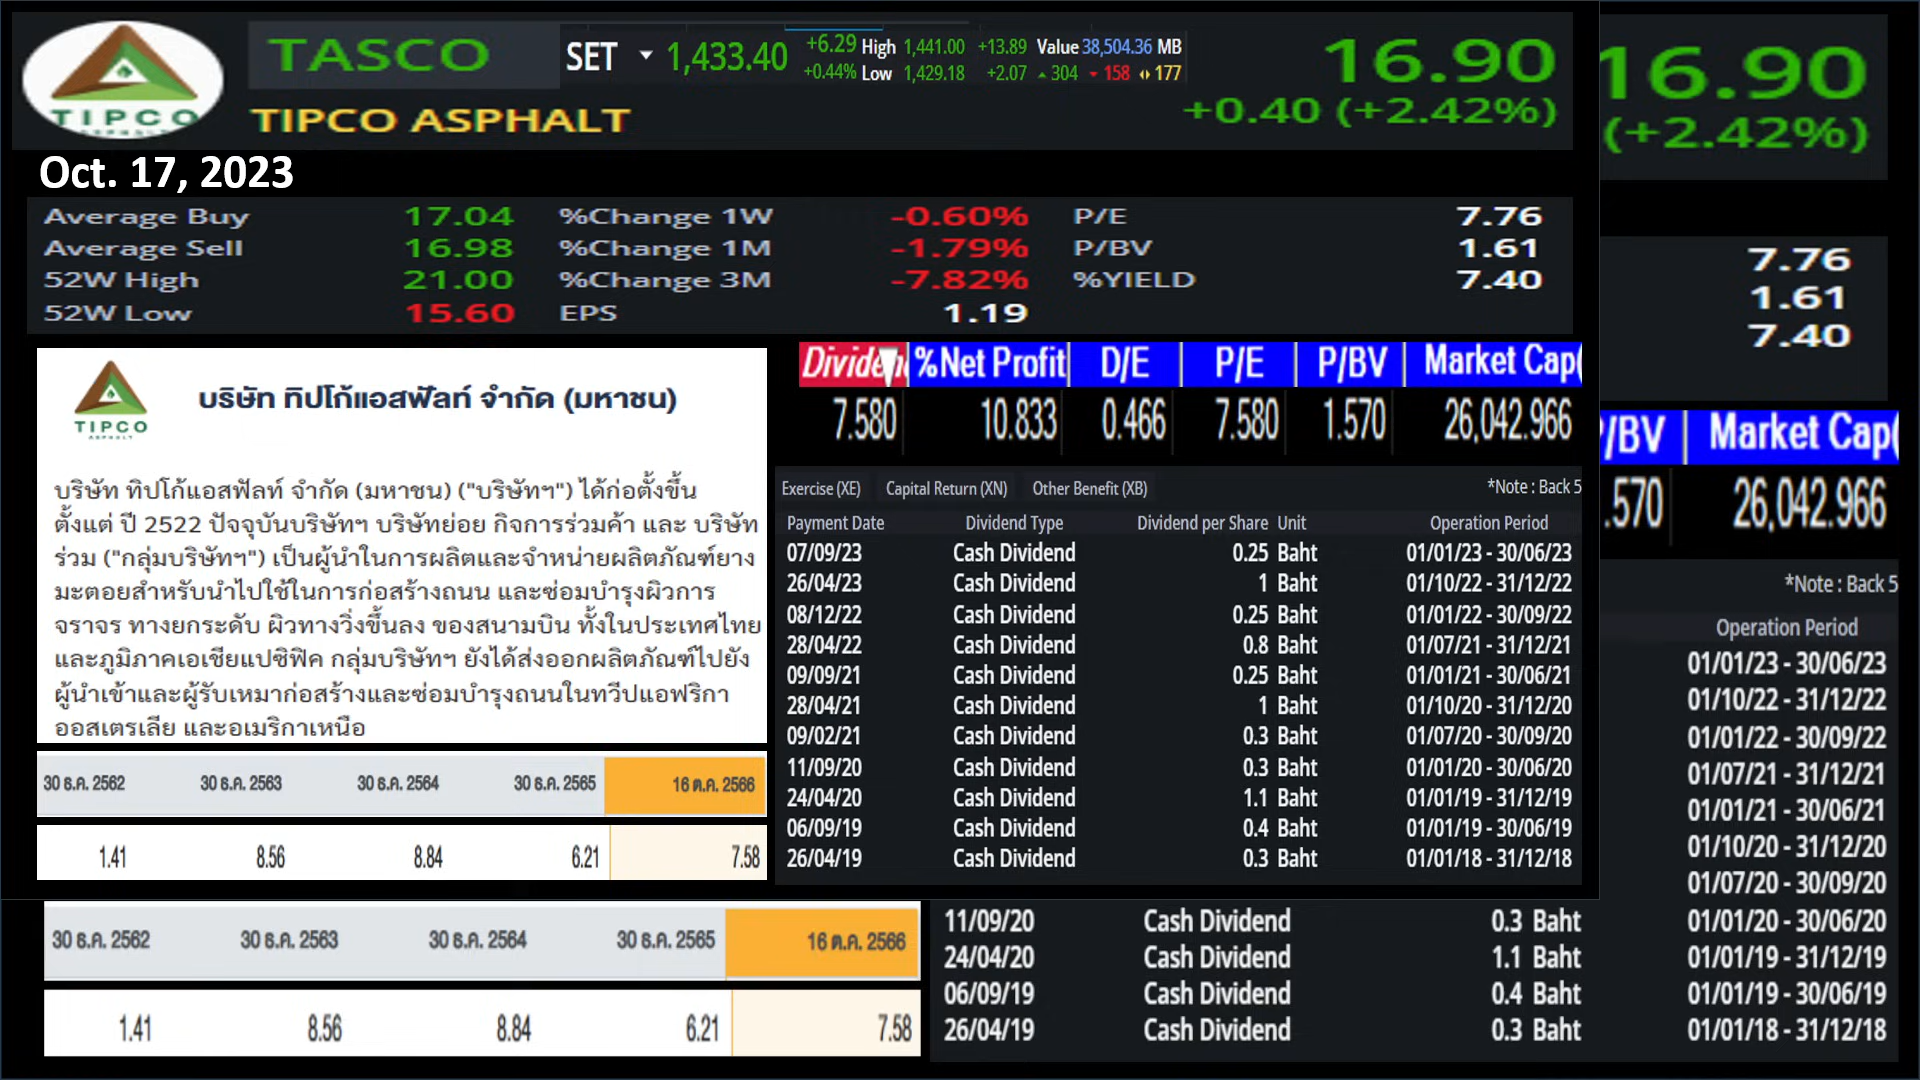 TIPCO
ASPHALT
TASCO
TIPCO ASPHALT
SET 1,433.40 +6.29 High 1,441.00 +13.89 Value 38,504.36 MB
+0.44% Low 1,429.18 +2.07 304 158 177
16.90
+0.40 (+2.42%)
16.90
(+2.42%)
Oct. 17, 2023
Average Buy 17.04 %Change 1W -0.60% P/E 7.76
Average Sell 16.98 %Change 1M -1.79% P/BV 1.61
52W High 21.00 %Change 3M -7.82% %YIELD 7.40
52W Low 15.60 EPS 1.19
7.76
1.61
7.40
TIPCO
ASPHALT
บริษัท ทิปโก้แอสฟัลท์ จำกัด (มหาชน)
บริษัท ทิปโก้แอสฟัลท์ จำกัด (มหาชน) ("บริษัทฯ") ได้ก่อตั้งขึ้น
ตั้งแต่ ปี 2522 ปัจจุบันบริษัทฯ บริษัทย่อย กิจการร่วมค้า และ บริษัท
ร่วม ("กลุ่มบริษัทฯ") เป็นผู้นำในการผลิตและจำหน่ายผลิตภัณฑ์ยาง
มะตอยสำหรับนำไปใช้ในการก่อสร้างถนน และซ่อมบำรุงผิวการ
จราจร ทางยกระดับ ผิวทางวิ่งขึ้นลง ของสนามบิน ทั้งในประเทศไทย
และภูมิภาคเอเชียแปซิฟิค กลุ่มบริษัทฯ ยังได้ส่งออกผลิตภัณฑ์ไปยัง
ผู้นำเข้าและผู้รับเหมาก่อสร้างและซ่อมบำรุงถนนในทวีปแอฟริกา
ออสเตรเลีย และอเมริกาเหนือ
30 ธ.ค. 2562 30 ธ.ค. 2563 30 ธ.ค. 2564 30 ธ.ค. 2565 16 ต.ค. 2566
1.41 8.56 8.84 6.21 7.58
Dividen %Net Profit D/E P/E P/BV Market Cap(
7.580 10.833 0.466 7.580 1.570 26,042.966
Exercise (XE) Capital Return (XN) Other Benefit (XB) *Note : Back 5
Payment Date Dividend Type Dividend per Share Unit Operation Period
07/09/23 Cash Dividend 0.25 Baht 01/01/23 - 30/06/23
26/04/23 Cash Dividend 1 Baht 01/10/22 - 31/12/22
08/12/22 Cash Dividend 0.25 Baht 01/01/22 - 30/09/22
28/04/22 Cash Dividend 0.8 Baht 01/07/21 - 31/12/21
09/09/21 Cash Dividend 0.25 Baht 01/01/21 - 30/06/21
28/04/21 Cash Dividend 1 Baht 01/10/20 - 31/12/20
09/02/21 Cash Dividend 0.3 Baht 01/07/20 - 30/09/20
11/09/20 Cash Dividend 0.3 Baht 01/01/20 - 30/06/20
24/04/20 Cash Dividend 1.1 Baht 01/01/19 - 31/12/19
06/09/19 Cash Dividend 0.4 Baht 01/01/19 - 30/06/19
26/04/19 Cash Dividend 0.3 Baht 01/01/18 - 31/12/18
/BV Market Cap(
.570 26,042.966
*Note : Back 5
Operation Period
01/01/23 - 30/06/23
01/10/22 - 31/12/22
01/01/22 - 30/09/22
01/07/21 - 31/12/21
01/01/21 - 30/06/21
01/10/20 - 31/12/20
01/07/20 - 30/09/20
30 ธ.ค. 2562 30 ธ.ค. 2563 30 ธ.ค. 2564 30 ธ.ค. 2565 16 ต.ค. 2566
1.41 8.56 8.84 6.21 7.58
11/09/20 Cash Dividend 0.3 Baht 01/01/20 - 30/06/20
24/04/20 Cash Dividend 1.1 Baht 01/01/19 - 31/12/19
06/09/19 Cash Dividend 0.4 Baht 01/01/19 - 30/06/19
26/04/19 Cash Dividend 0.3 Baht 01/01/18 - 31/12/18